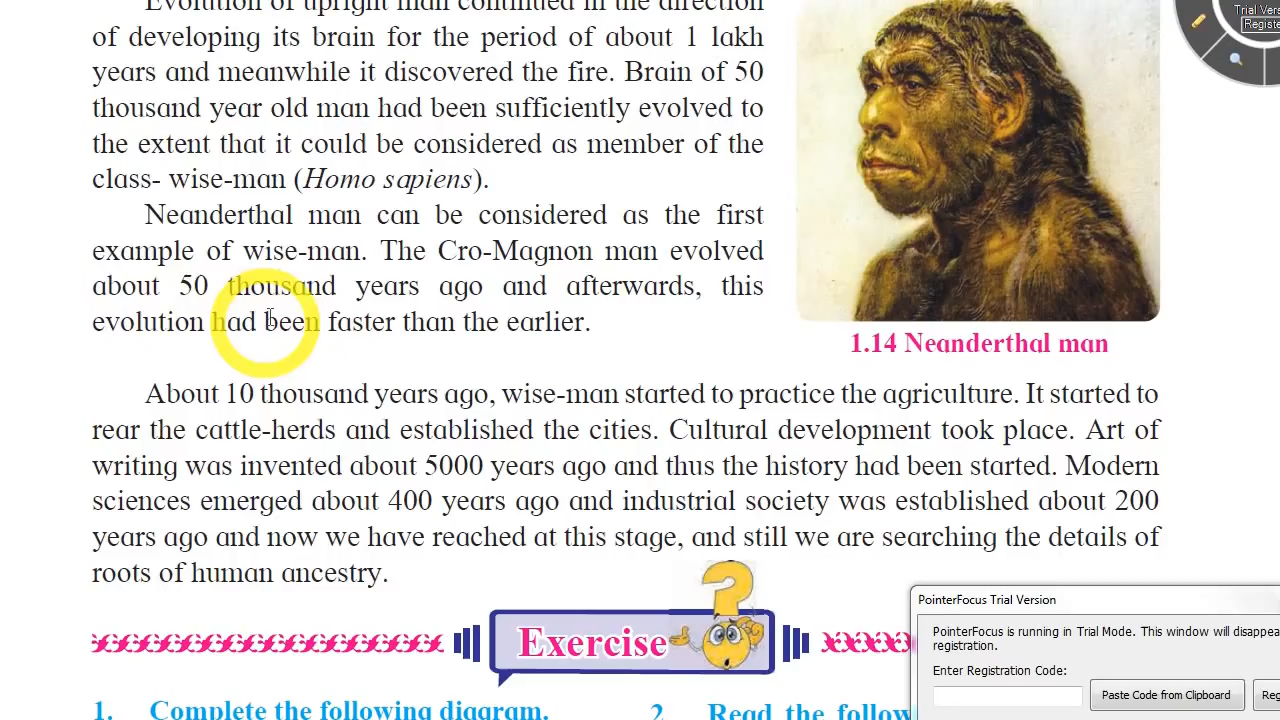 Evolution of upright man continued in the direction
of developing its brain for the period of about 1 lakh
years and meanwhile it discovered the fire. Brain of 50
thousand year old man had been sufficiently evolved to
the extent that it could be considered as member of the
class- wise-man (Homo sapiens).
Neanderthal man can be considered as the first
example of wise-man. The Cro-Magnon man evolved
about 50 thousand years ago and afterwards, this
evolution had been faster than the earlier.
1.14 Neanderthal man
About 10 thousand years ago, wise-man started to practice the agriculture. It started to
rear the cattle-herds and established the cities. Cultural development took place. Art of
writing was invented about 5000 years ago and thus the history had been started. Modern
sciences emerged about 400 years ago and industrial society was established about 200
years ago and now we have reached at this stage, and still we are searching the details of
roots of human ancestry.
Exercise
1. Complete the following diagram.
2. Read the follow
Trial Vers
Registe
PointerFocus Trial Version
PointerFocus is running in Trial Mode. This window will disappea
registration.
Enter Registration Code:
Paste Code from Clipboard
Reg